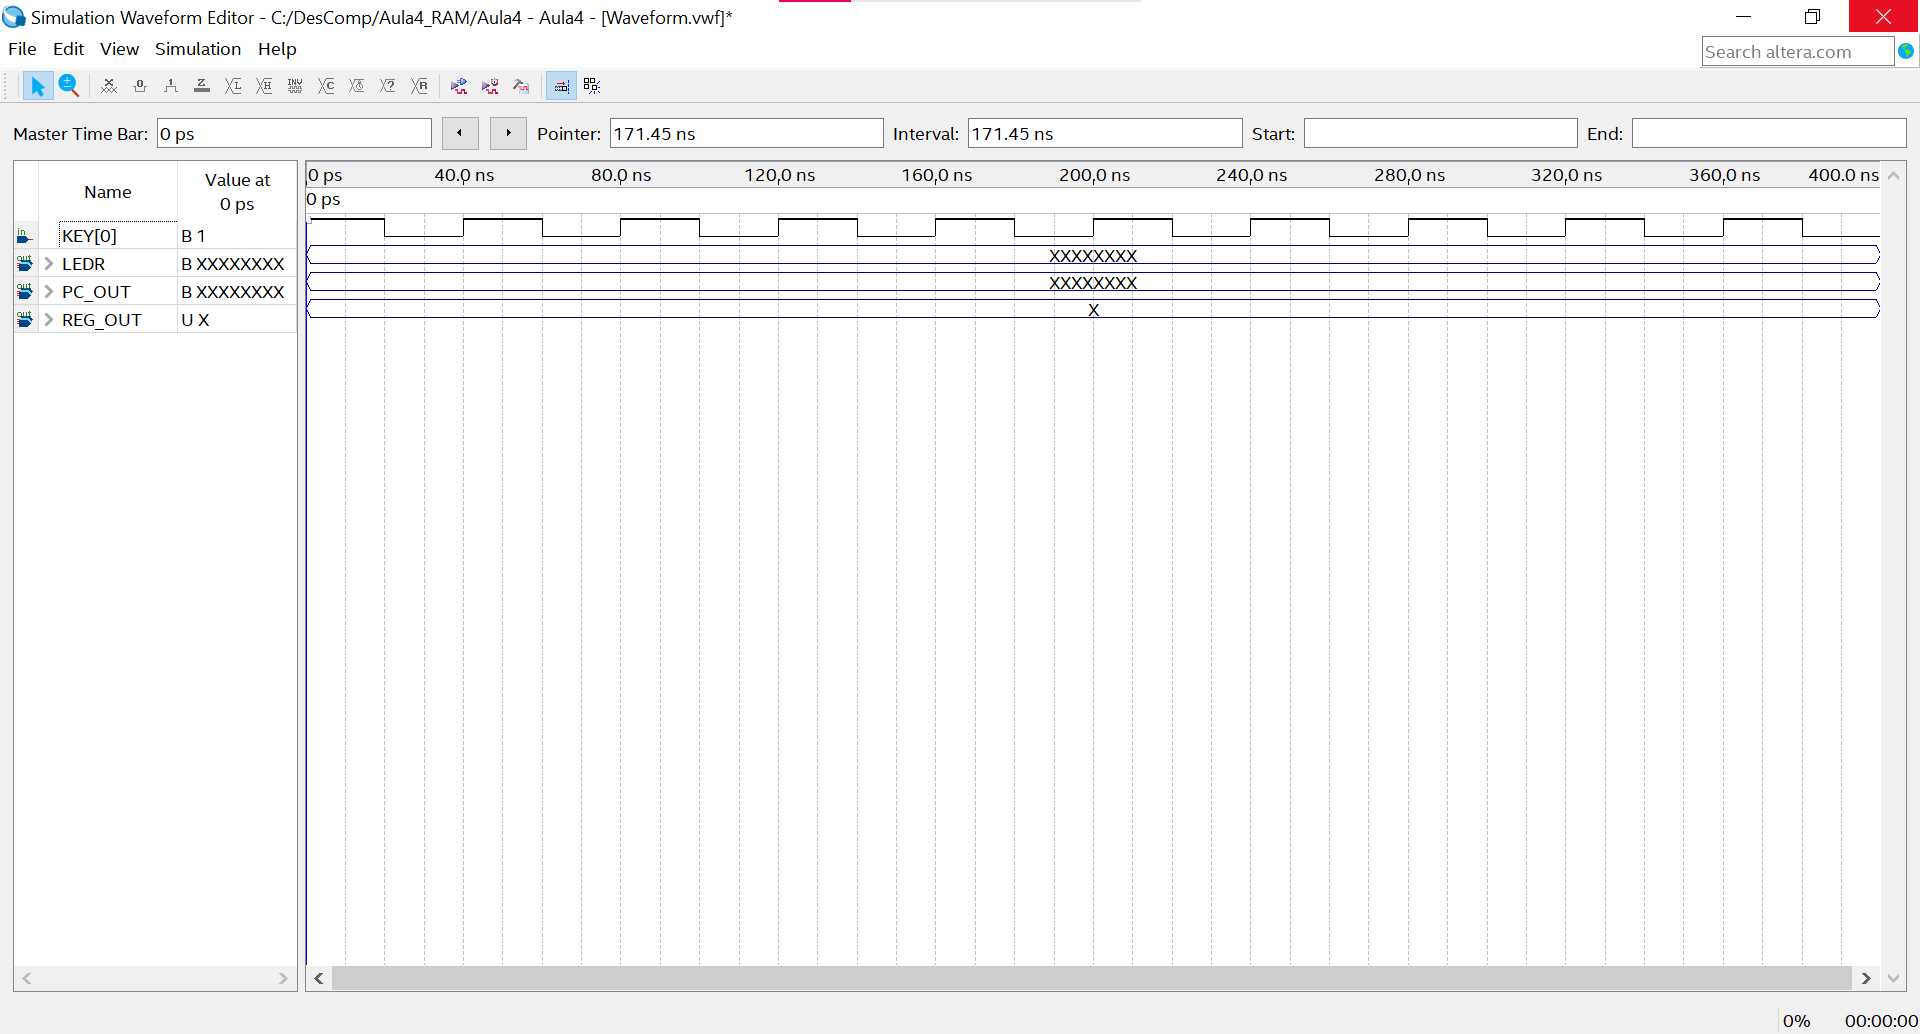 Simulation Waveform Editor - C:/DesComp/Aula4_RAM/Aula4 - Aula4 - [Waveform.vwf]*
File Edit View Simulation Help
Search altera.com
Master Time Bar: 0 ps Pointer: 171.45 ns Interval: 171.45 ns Start: End:
Name Value at 0 ps
0 ps 40.0 ns 80.0 ns 120,0 ns 160,0 ns 200,0 ns 240,0 ns 280,0 ns 320,0 ns 360,0 ns 400.0 ns
0 ps
in KEY[0] B 1
out LEDR B XXXXXXXX XXXXXXXX
out PC_OUT B XXXXXXXX XXXXXXXX
out REG_OUT U X X
0% 00:00:00